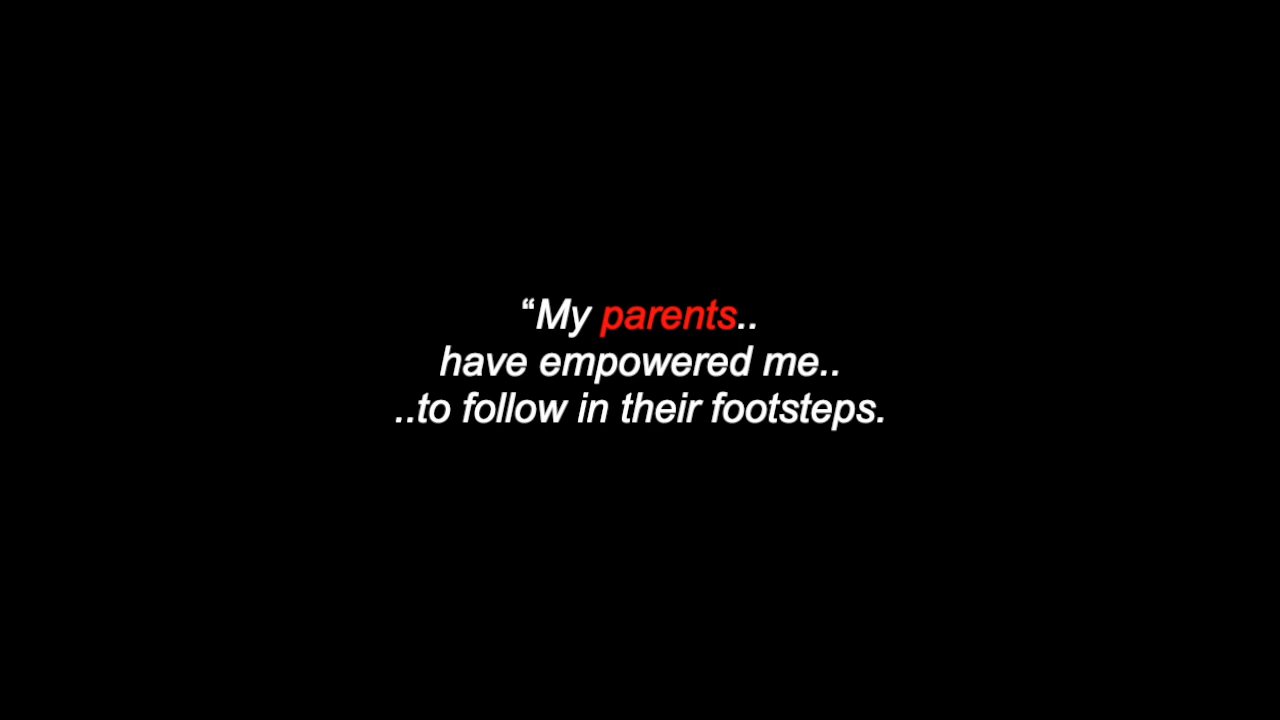 “My parents..
have empowered me..
..to follow in their footsteps.